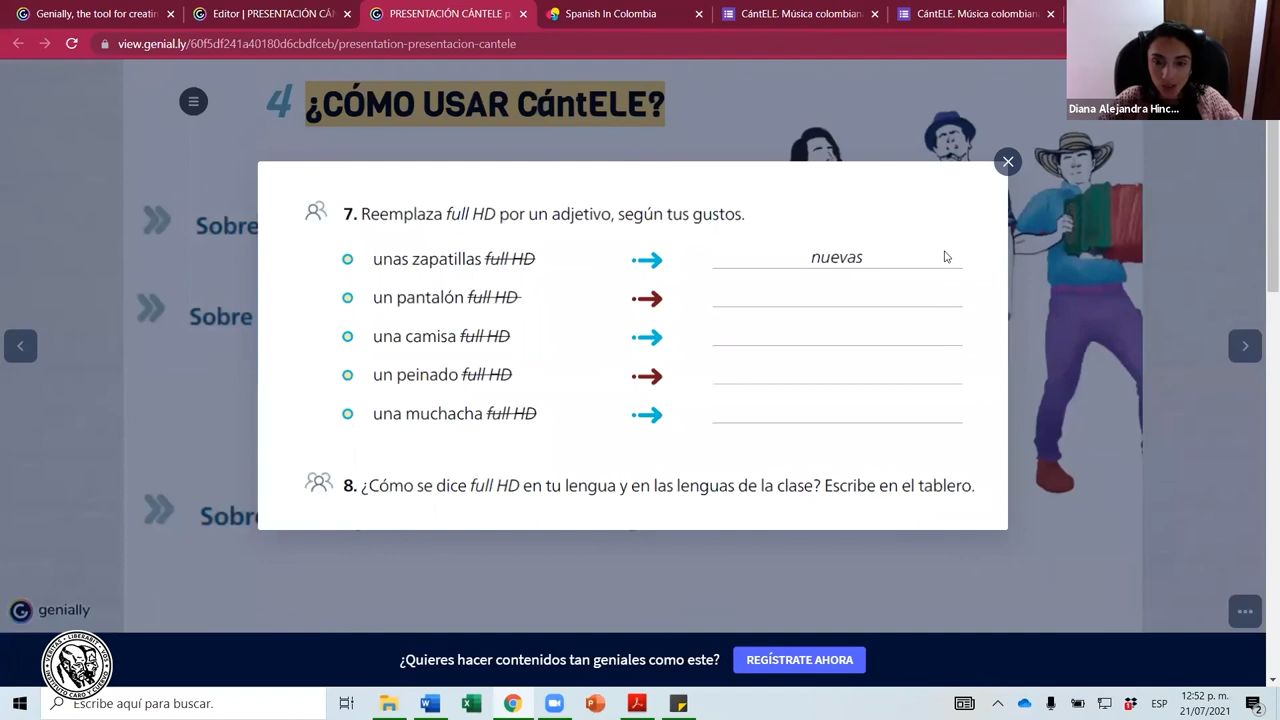 Genially, the tool for creatin
Editor | PRESENTACIÓN CÁN
PRESENTACIÓN CÁNTELE p
Spanish In Colombia
CántELE. Música colombian
CántELE. Música colombian
view.genial.ly/60f5df241a40180d6cbdfceb/presentation-presentacion-cantele
Diana Alejandra Hinc...
4 ¿CÓMO USAR CántELE?
Sobre
Sobre
Sobre
7. Reemplaza full HD por un adjetivo, según tus gustos.
unas zapatillas full HD nuevas
un pantalón full HD
una camisa full HD
un peinado full HD
una muchacha full HD
8. ¿Cómo se dice full HD en tu lengua y en las lenguas de la clase? Escribe en el tablero.
genially
¿Quieres hacer contenidos tan geniales como este? REGÍSTRATE AHORA
Escribe aquí para buscar.
ESP
12:52 p. m.
21/07/2021
2